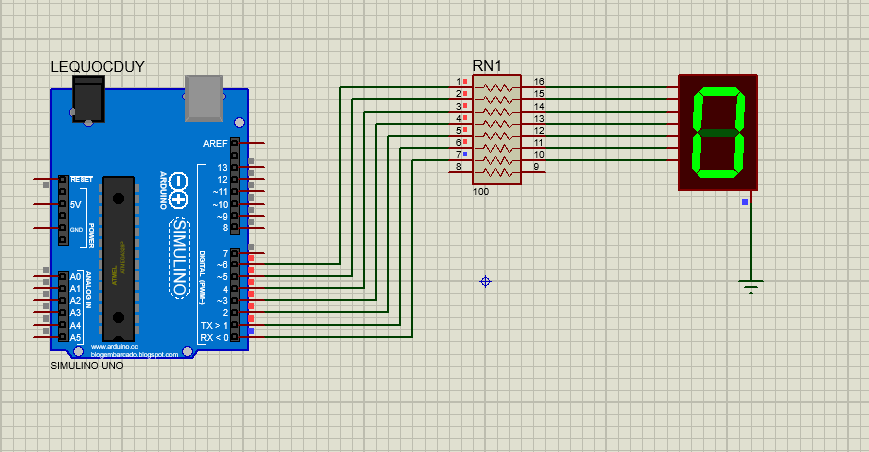 LEQUOCDUY
RN1
AREF
13
12
~11
~10
~9
8
7
~6
~5
4
~3
2
TX > 1
RX < 0
RESET
5V
GND
POWER
A0
A1
A2
A3
A4
A5
ANALOG IN
ATMEL
ARDUINO
SIMULINO
DIGITAL (PWM~)
www.arduino.cc
blogembarcado.blogspot.com
SIMULINO UNO
1
2
3
4
5
6
7
8
16
15
14
13
12
11
10
9
100
0